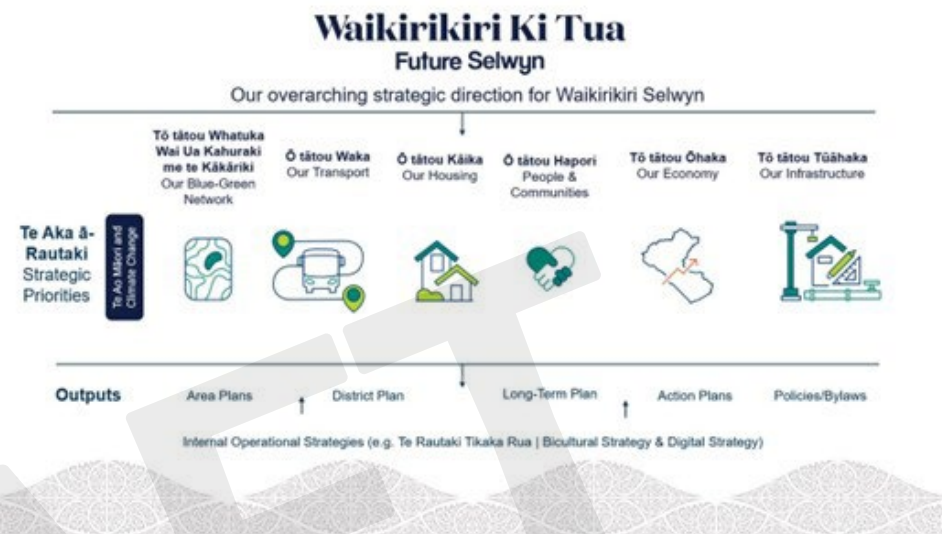 Waikirikiri Ki Tua
Future Selwyn
Our overarching strategic direction for Waikirikiri Selwyn
Tō tātou Whatuka
Wai Ua Kahuraki
me te Kākāriki
Our Blue-Green
Network
Ō tātou Waka
Our Transport
Ō tātou Kāika
Our Housing
Ō tātou Hapori
People &
Communities
Tō tātou Ōhaka
Our Economy
Tō tātou Tūāhaka
Our Infrastructure
Te Aka ā-
Rautaki
Strategic
Priorities
Te Ao Māori and
Climate Change
Outputs
Area Plans
District Plan
Long-Term Plan
Action Plans
Policies/Bylaws
Internal Operational Strategies (e.g. Te Rautaki Tikaka Rua | Bicultural Strategy & Digital Strategy)